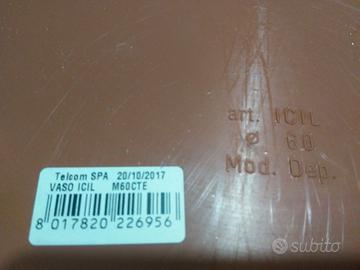 Telcom SPA 20/10/2017
VASO ICIL M60CTE
8 017820 226956
art. ICIL
ø 60
Mod. Dep.
subito